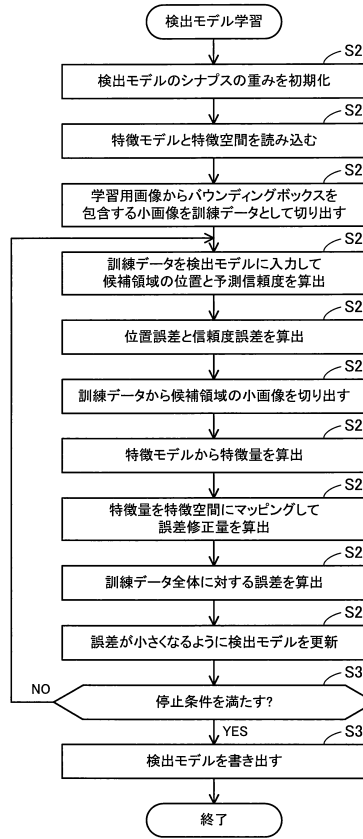 検出モデル学習
S2
検出モデルのシナプスの重みを初期化
S2
特徴モデルと特徴空間を読み込む
S2
学習用画像からバウンディングボックスを
包含する小画像を訓練データとして切り出す
S2
訓練データを検出モデルに入力して
候補領域の位置と予測信頼度を算出
S2
位置誤差と信頼度誤差を算出
S2
訓練データから候補領域の小画像を切り出す
S2
特徴モデルから特徴量を算出
S2
特徴量を特徴空間にマッピングして
誤差修正量を算出
S2
訓練データ全体に対する誤差を算出
S2
誤差が小さくなるように検出モデルを更新
S3
NO
停止条件を満たす?
YES
S3
検出モデルを書き出す
終了